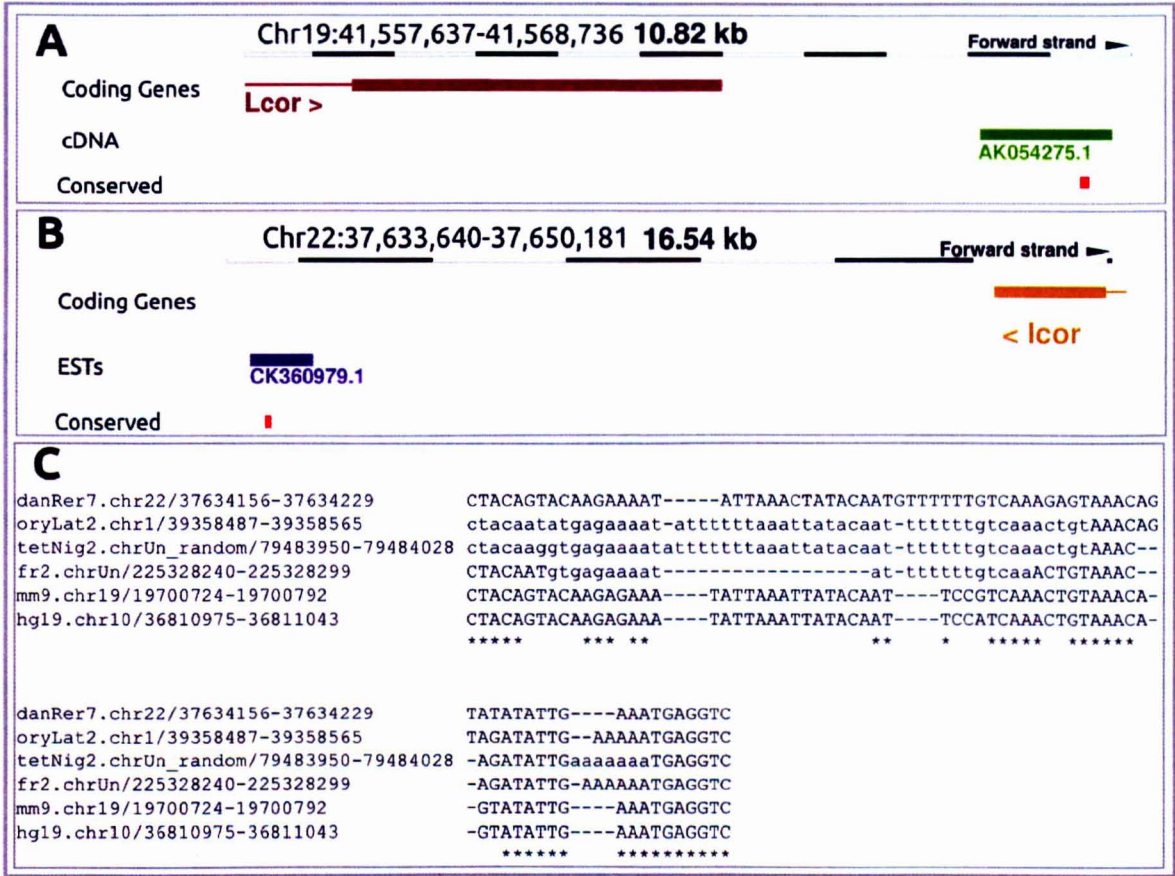 A
Chr19:41,557,637-41,568,736 10.82 kb
Forward strand
Coding Genes
Lcor >
cDNA
AK054275.1
Conserved
B
Chr22:37,633,640-37,650,181 16.54 kb
Forward strand
Coding Genes
< lcor
ESTs
CK360979.1
Conserved
C
danRer7.chr22/37634156-37634229 CTACAGTACAAGAAAAT-----ATTAAACTATACAATGTTTTTTGTCAAAGAGTAAACAG
oryLat2.chr1/39358487-39358565 ctacaatatgagaaaat-attttttaaattatacaat-ttttttgtcaaactgtAAACAG
tetNig2.chrUn_random/79483950-79484028 ctacaaggtgagaaaatattttttttaaattatacaat-ttttttgtcaaactgtAAAC--
fr2.chrUn/225328240-225328299 CTACAATgtgagaaaat------------------at-ttttttgtcaaACTGTAAAC--
mm9.chr19/19700724-19700792 CTACAGTACAAGAGAAA----TATTAAATTATACAAT----TCCGTCAAACTGTAAACA-
hg19.chr10/36810975-36811043 CTACAGTACAAGAGAAA----TATTAAATTATACAAT----TCCATCAAACTGTAAACA-
***** *** ** ** * ***** ******
danRer7.chr22/37634156-37634229 TATATATTG----AAATGAGGTC
oryLat2.chr1/39358487-39358565 TAGATATTG--AAAAATGAGGTC
tetNig2.chrUn_random/79483950-79484028 -AGATATTGaaaaaaaTGAGGTC
fr2.chrUn/225328240-225328299 -AGATATTG-AAAAAATGAGGTC
mm9.chr19/19700724-19700792 -GTATATTG----AAATGAGGTC
hg19.chr10/36810975-36811043 -GTATATTG----AAATGAGGTC
****** **********